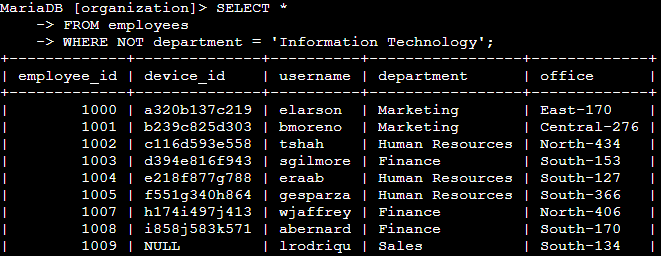 MariaDB [organization]> SELECT *
    -> FROM employees
    -> WHERE NOT department = 'Information Technology';
+-------------+--------------+----------+-----------------+-------------+
| employee_id | device_id    | username | department      | office      |
+-------------+--------------+----------+-----------------+-------------+
|        1000 | a320b137c219 | elarson  | Marketing       | East-170    |
|        1001 | b239c825d303 | bmoreno  | Marketing       | Central-276 |
|        1002 | c116d593e558 | tshah    | Human Resources | North-434   |
|        1003 | d394e816f943 | sgilmore | Finance         | South-153   |
|        1004 | e218f877g788 | eraab    | Human Resources | South-127   |
|        1005 | f551g340h864 | gesparza | Human Resources | South-366   |
|        1007 | h174i497j413 | wjaffrey | Finance         | North-406   |
|        1008 | i858j583k571 | abernard | Finance         | South-170   |
|        1009 | NULL         | lrodriqu | Sales           | South-134   |